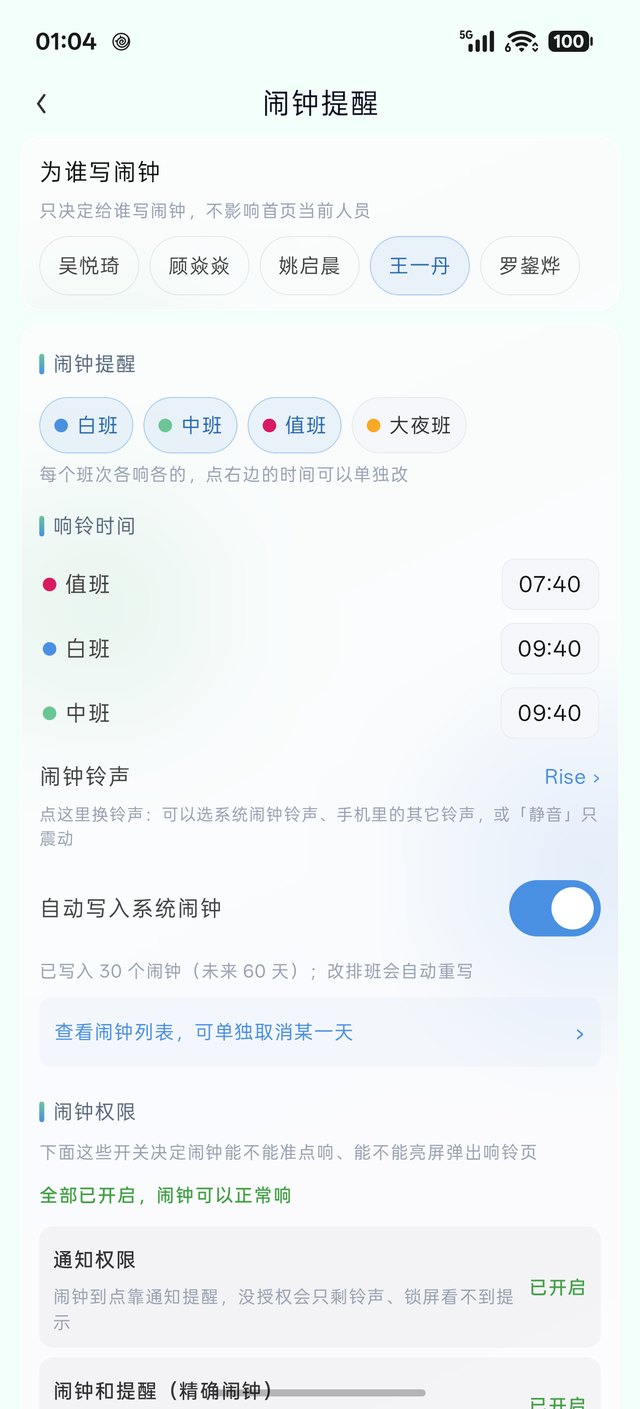 01:04
5G
6
100
闹钟提醒
为谁写闹钟
只决定给谁写闹钟，不影响首页当前人员
吴悦琦 顾焱焱 姚启晨 王一丹 罗鋆烨
闹钟提醒
白班 中班 值班 大夜班
每个班次各响各的，点右边的时间可以单独改
响铃时间
值班 07:40
白班 09:40
中班 09:40
闹钟铃声 Rise ›
点这里换铃声：可以选系统闹钟铃声、手机里的其它铃声，或「静音」只
震动
自动写入系统闹钟
已写入 30 个闹钟（未来 60 天）；改排班会自动重写
查看闹钟列表，可单独取消某一天 ›
闹钟权限
下面这些开关决定闹钟能不能准点响、能不能亮屏弹出响铃页
全部已开启，闹钟可以正常响
通知权限
闹钟到点靠通知提醒，没授权会只剩铃声、锁屏看不到提
示
已开启
闹钟和提醒（精确闹钟）
已开启